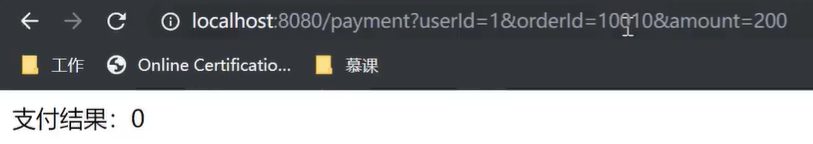 localhost:8080/payment?userId=1&orderId=10010&amount=200
工作 Online Certificatio... 慕课
支付结果：0